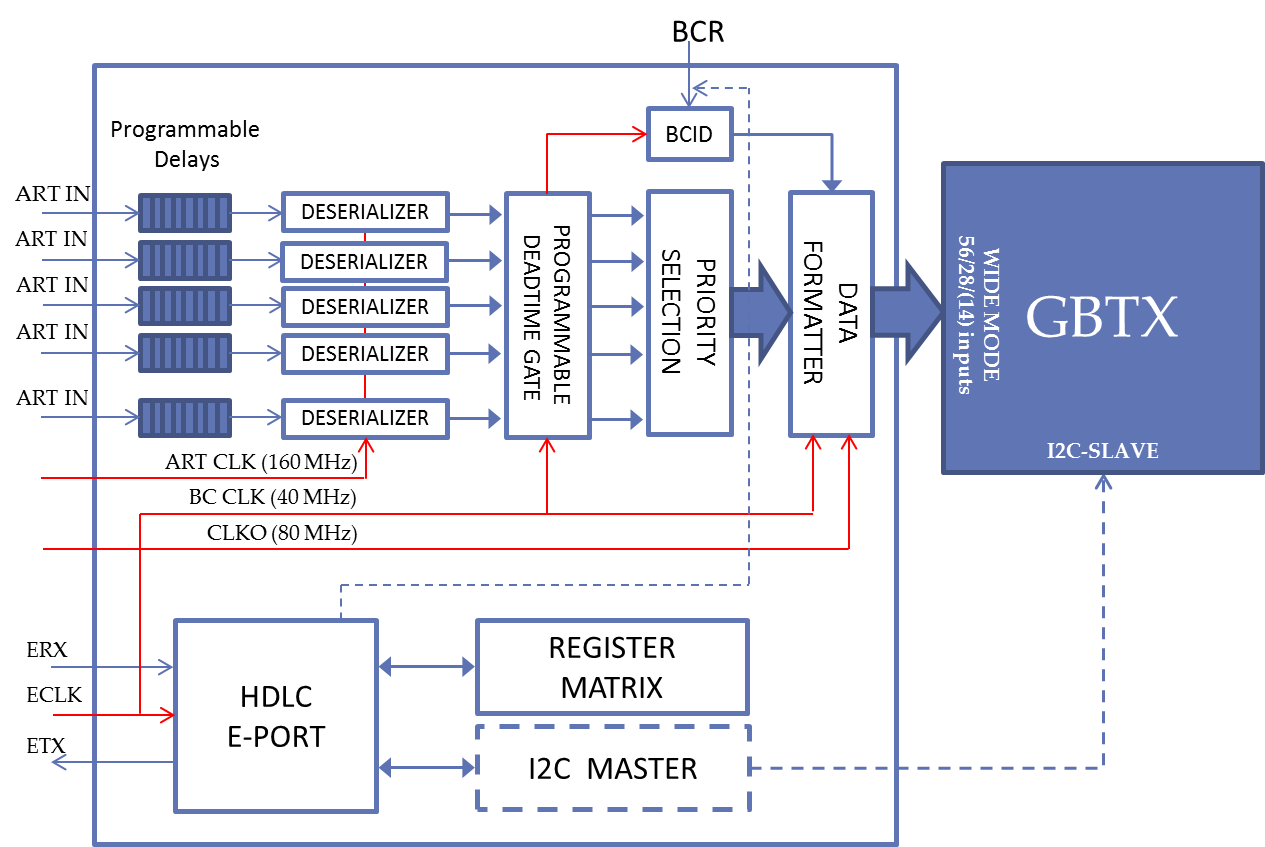 BCR
Programmable
Delays
BCID
ART IN
ART IN
ART IN
ART IN
ART IN
DESERIALIZER
DESERIALIZER
DESERIALIZER
DESERIALIZER
DESERIALIZER
PROGRAMMABLE
DEADTIME GATE
PRIORITY
SELECTION
DATA
FORMATTER
WIDE MODE
56/28/(14) inputs
GBTX
I2C-SLAVE
ART CLK (160 MHz)
BC CLK (40 MHz)
CLKO (80 MHz)
ERX
ECLK
ETX
HDLC
E-PORT
REGISTER
MATRIX
I2C MASTER